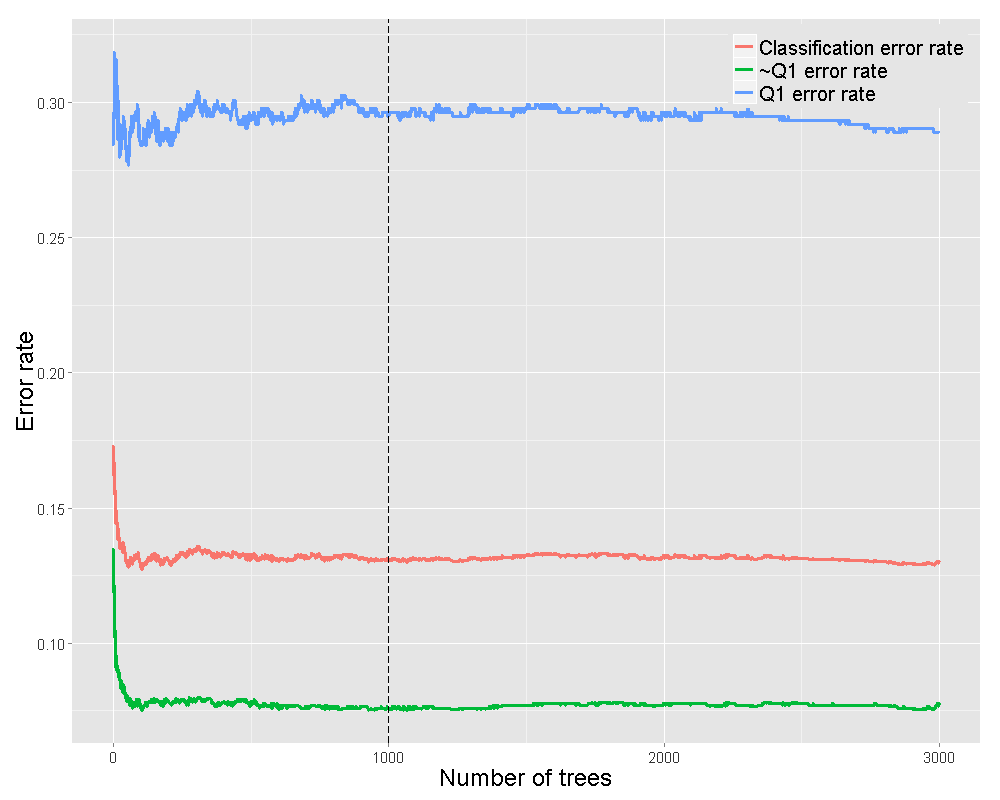 Classification error rate
~Q1 error rate
Q1 error rate
Error rate
0.30
0.25
0.20
0.15
0.10
0
1000
2000
3000
Number of trees